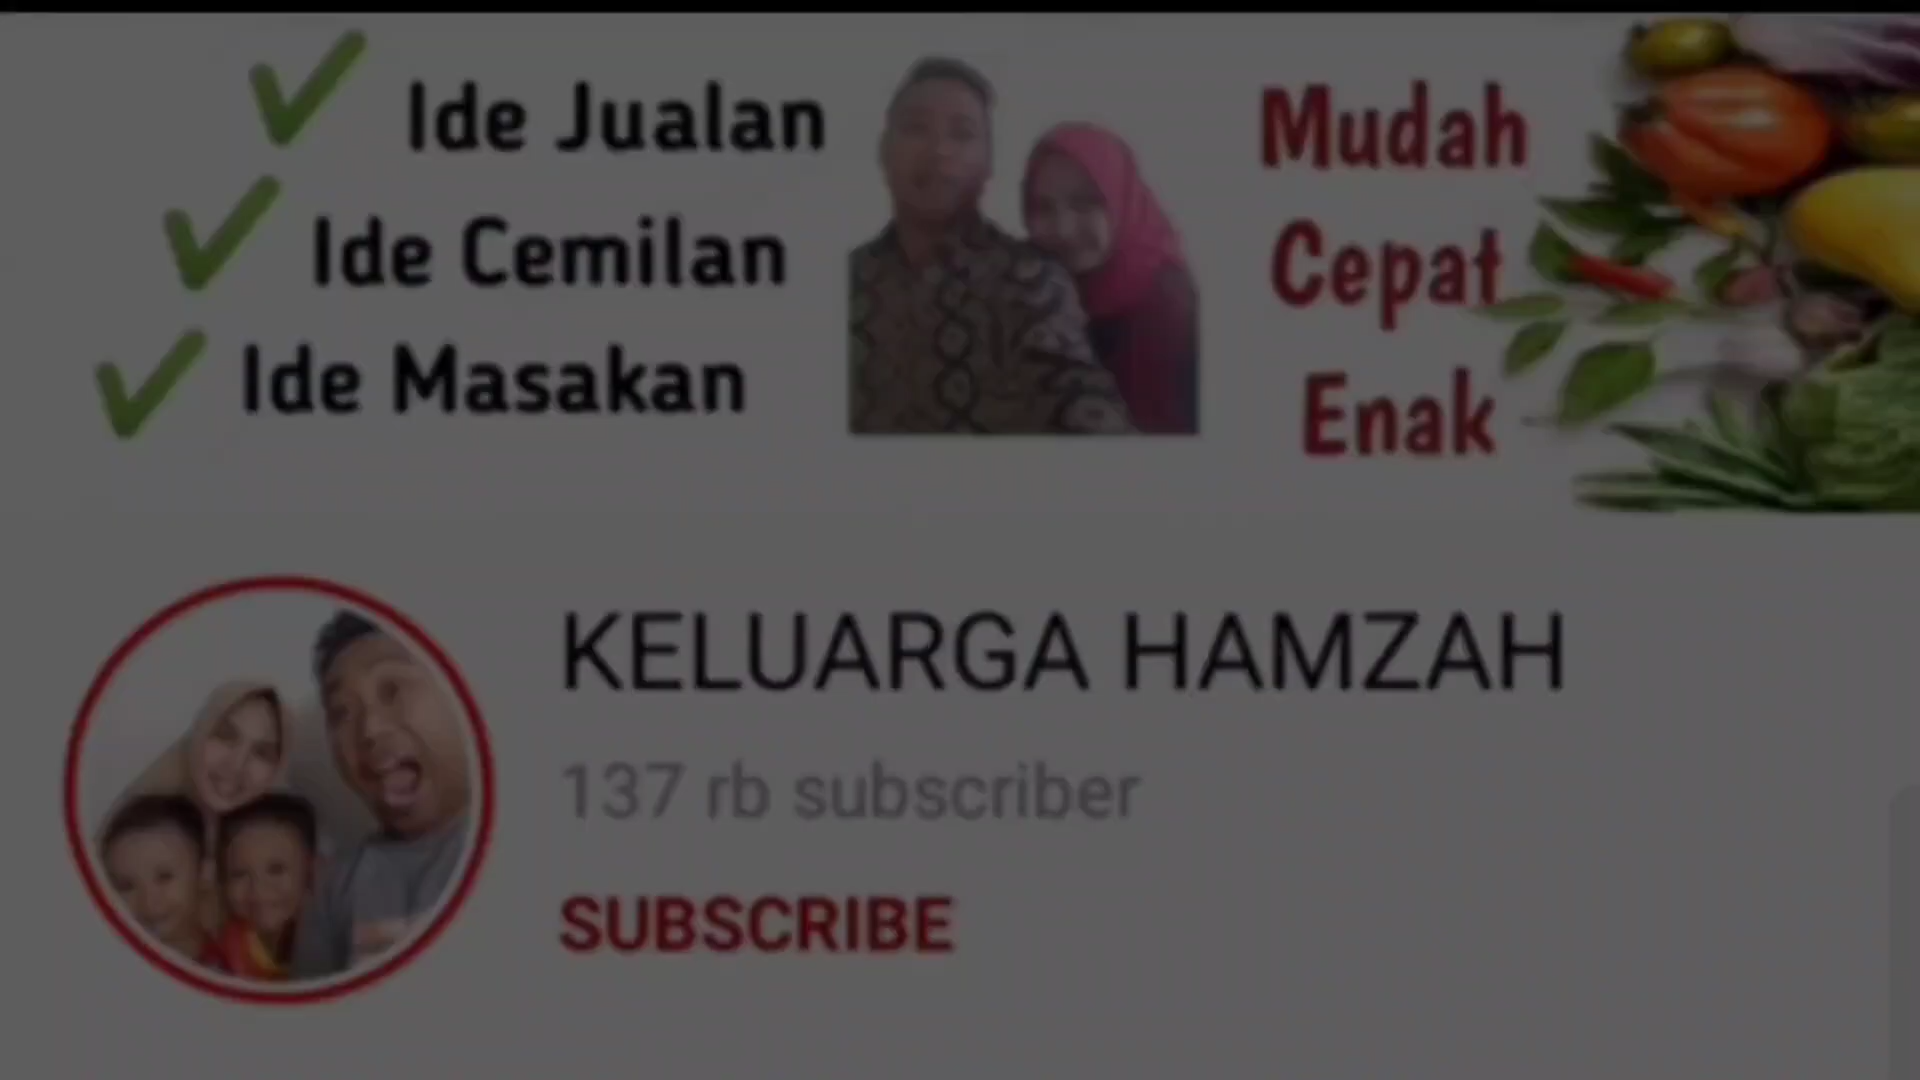 Ide Jualan
Ide Cemilan
Ide Masakan
Mudah
Cepat
Enak
KELUARGA HAMZAH
137 rb subscriber
SUBSCRIBE